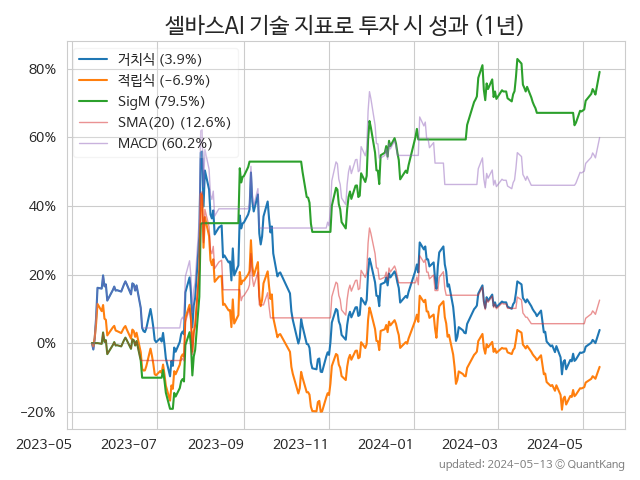 셀바스AI 기술 지표로 투자 시 성과 (1년)
거치식 (3.9%)
적립식 (−6.9%)
SigM (79.5%)
SMA(20) (12.6%)
MACD (60.2%)
80%
60%
40%
20%
0%
−20%
2023-05 2023-07 2023-09 2023-11 2024-01 2024-03 2024-05
updated: 2024-05-13 ⓒ QuantKang